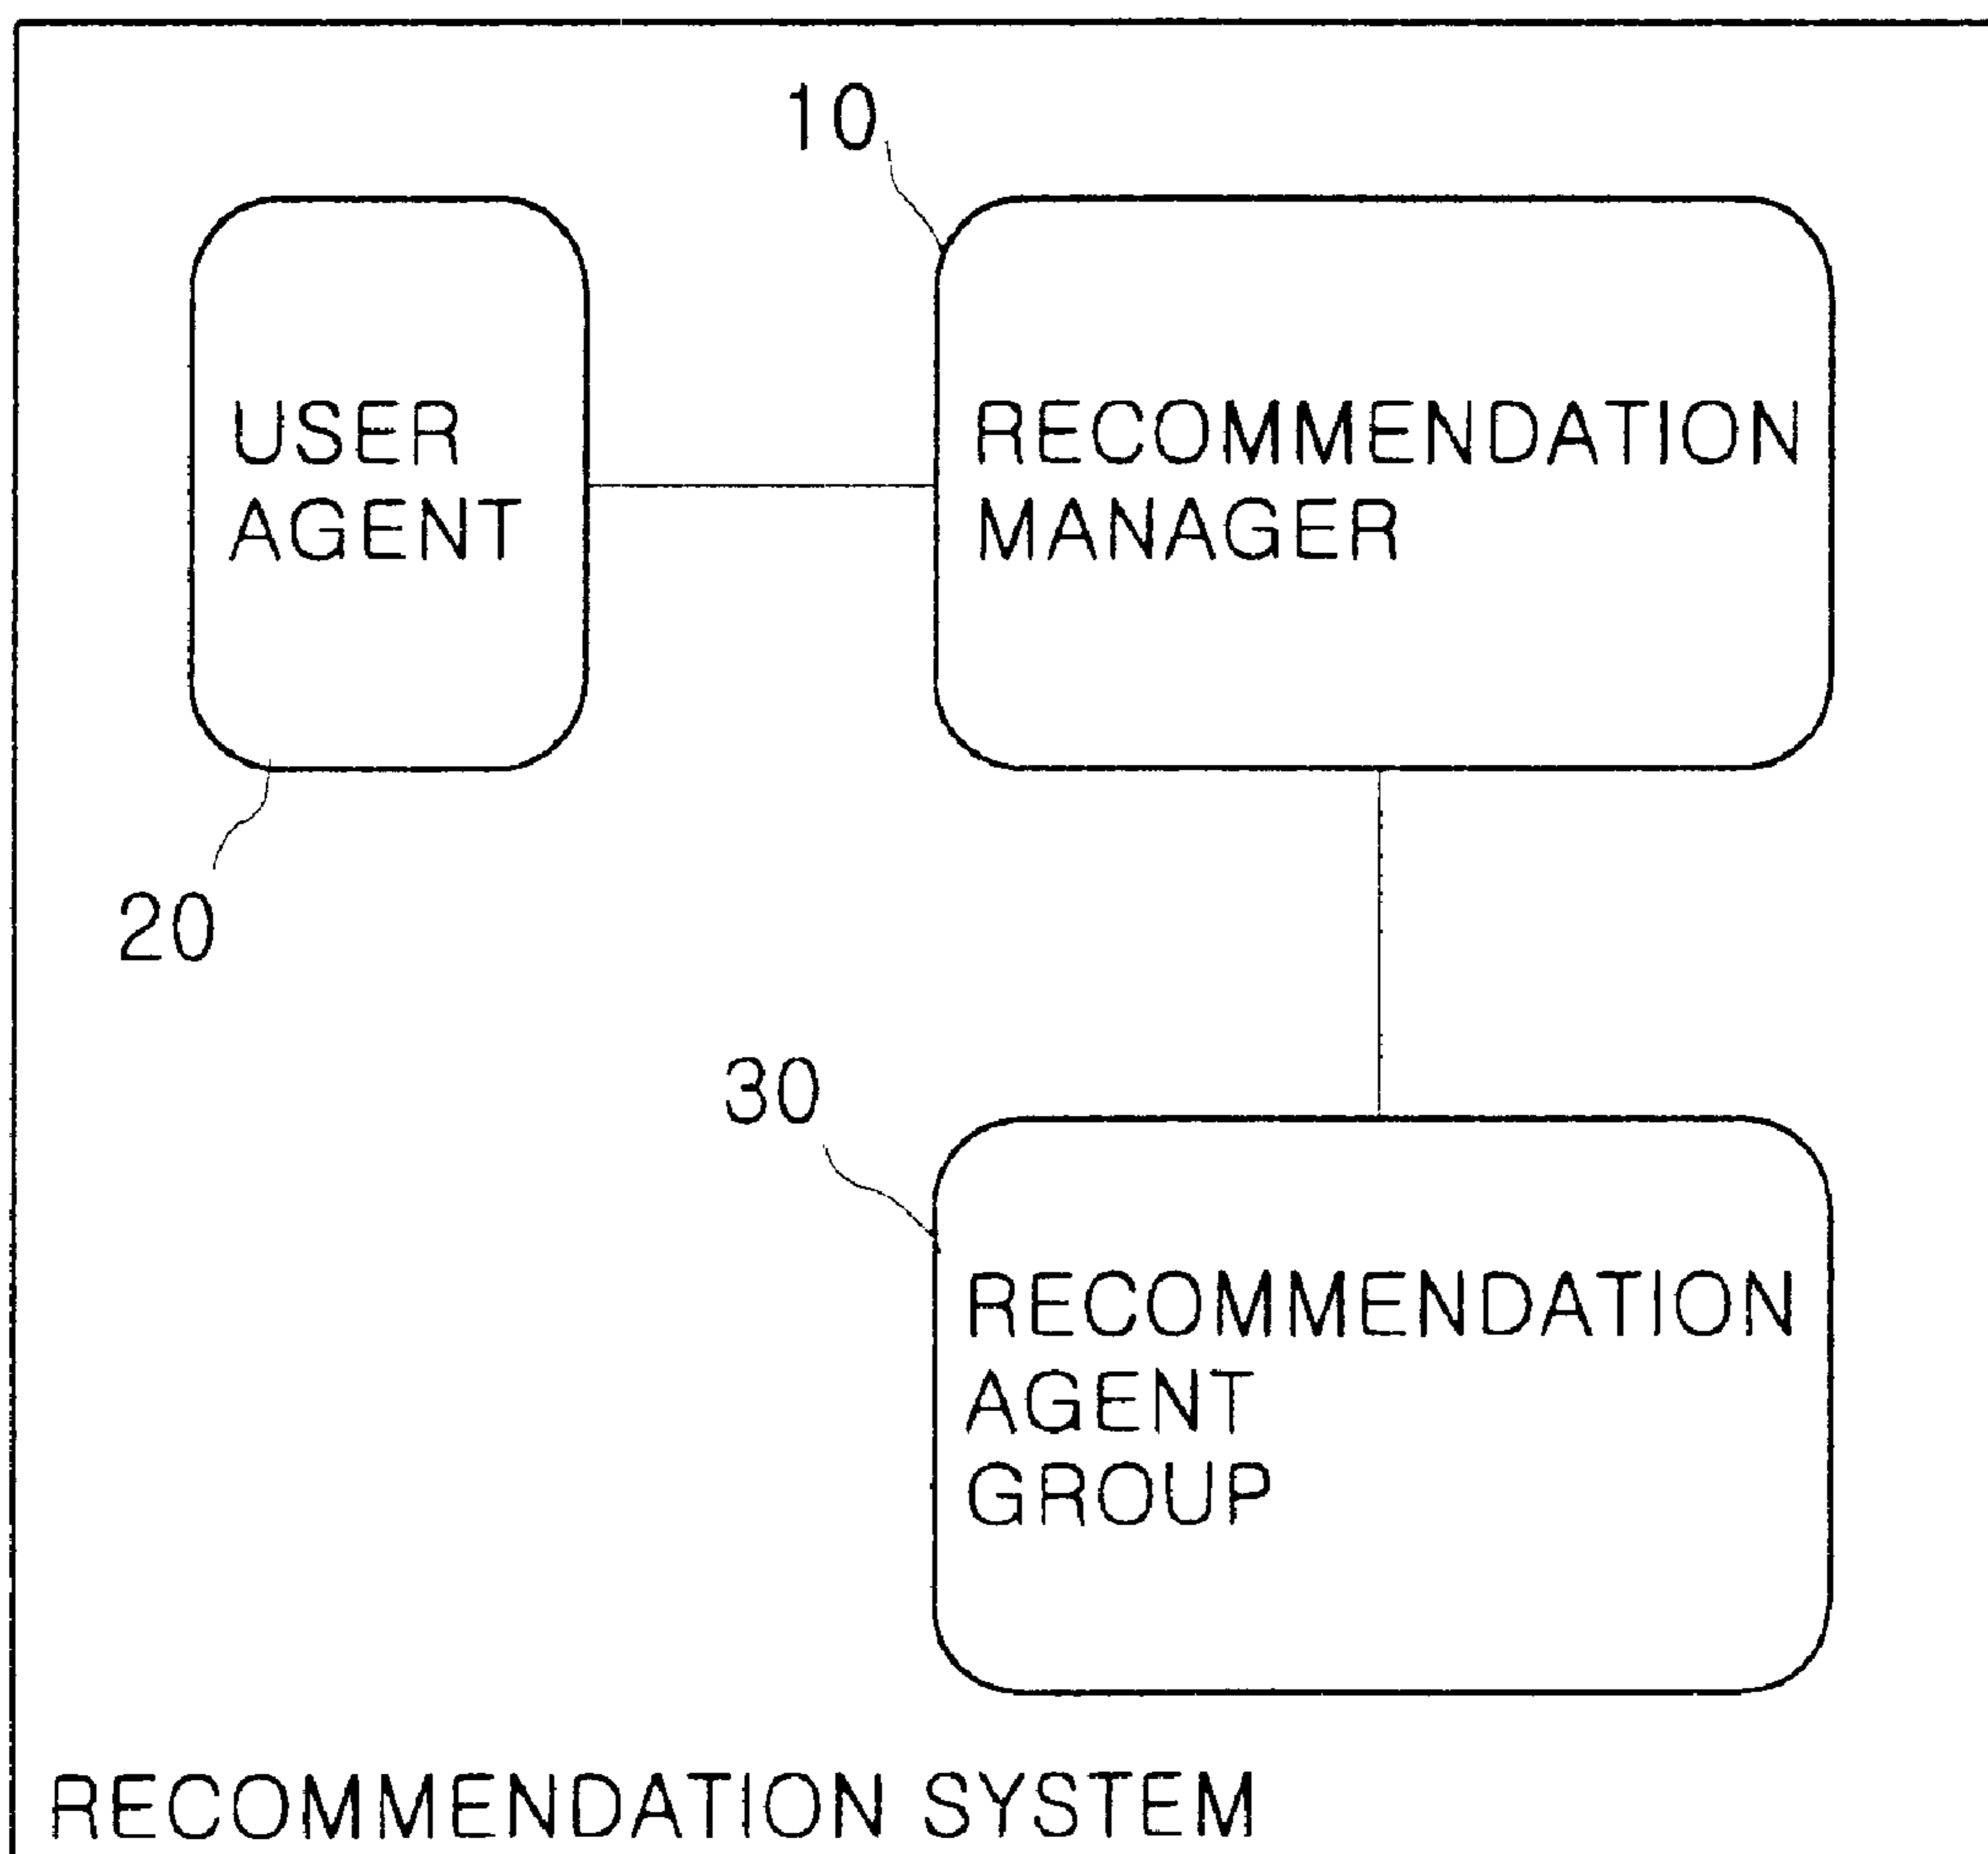 10
USER
AGENT
RECOMMENDATION
MANAGER
20
30
RECOMMENDATION
AGENT
GROUP
RECOMMENDATION SYSTEM